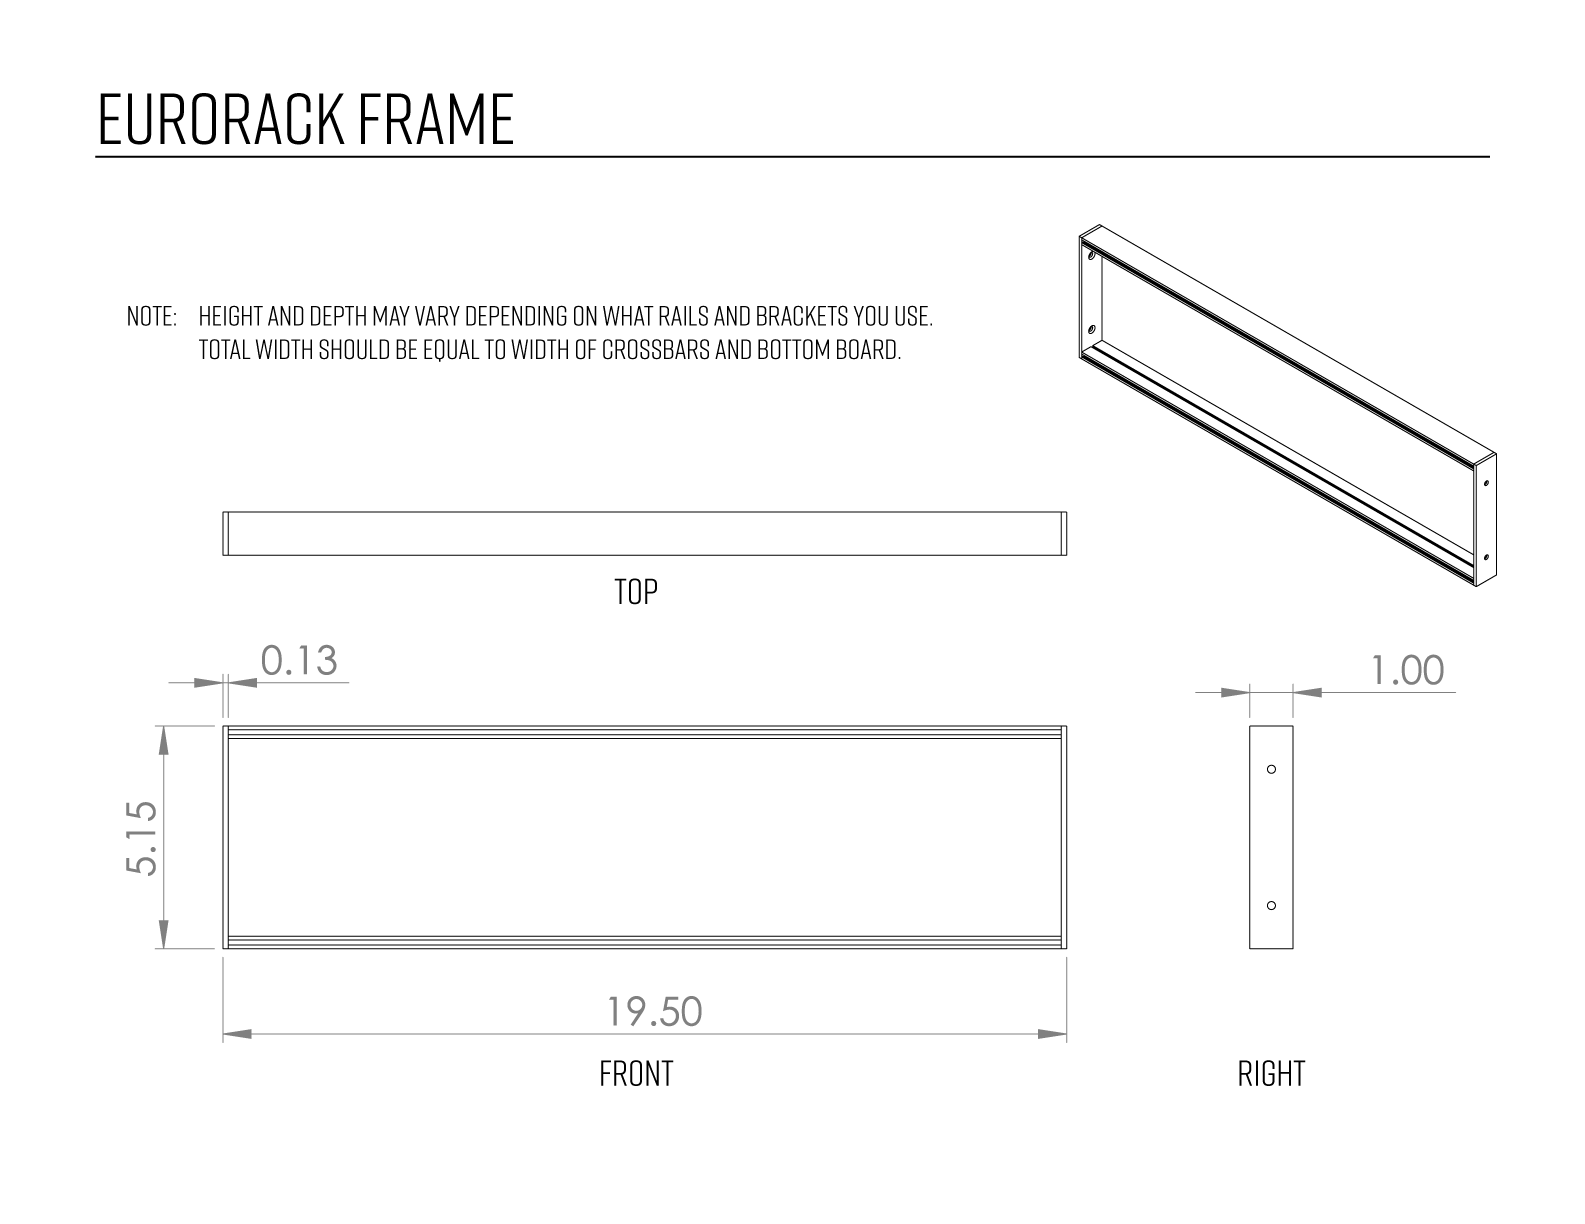 EURORACK FRAME
NOTE: HEIGHT AND DEPTH MAY VARY DEPENDING ON WHAT RAILS AND BRACKETS YOU USE.
TOTAL WIDTH SHOULD BE EQUAL TO WIDTH OF CROSSBARS AND BOTTOM BOARD.
TOP
0.13
1.00
5.15
19.50
FRONT
RIGHT